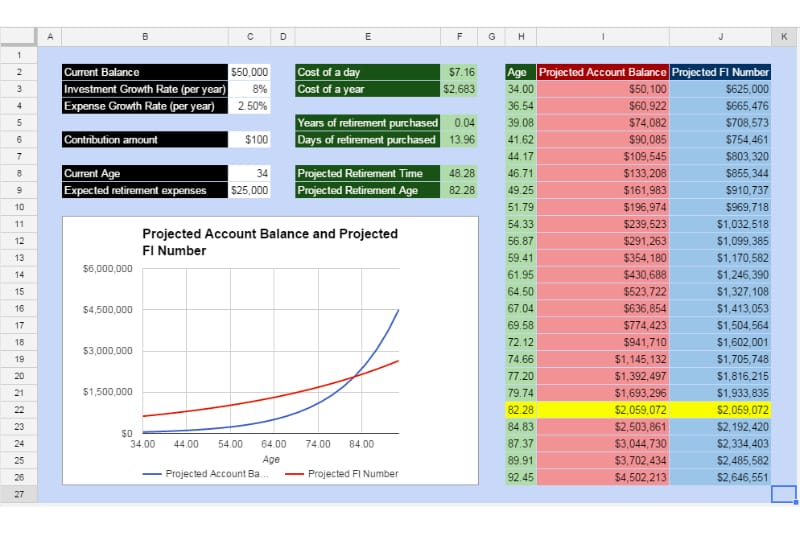 A B C D E F G H I J K
1
2 Current Balance $50,000 Cost of a day $7.16 Age Projected Account Balance Projected FI Number
3 Investment Growth Rate (per year) 8% Cost of a year $2,683 34.00 $50,100 $625,000
4 Expense Growth Rate (per year) 2.50% 36.54 $60,922 $665,476
5 Years of retirement purchased 0.04 39.08 $74,082 $708,573
6 Contribution amount $100 Days of retirement purchased 13.96 41.62 $90,085 $754,461
7 44.17 $109,545 $803,320
8 Current Age 34 Projected Retirement Time 48.28 46.71 $133,208 $855,344
9 Expected retirement expenses $25,000 Projected Retirement Age 82.28 49.25 $161,983 $910,737
10 51.79 $196,974 $969,718
11 54.33 $239,523 $1,032,518
12 56.87 $291,263 $1,099,385
13 59.41 $354,180 $1,170,582
14 61.95 $430,688 $1,246,390
15 64.50 $523,722 $1,327,108
16 67.04 $636,854 $1,413,053
17 69.58 $774,423 $1,504,564
18 72.12 $941,710 $1,602,001
19 74.66 $1,145,132 $1,705,748
20 77.20 $1,392,497 $1,816,215
21 79.74 $1,693,296 $1,933,835
22 82.28 $2,059,072 $2,059,072
23 84.83 $2,503,861 $2,192,420
24 87.37 $3,044,730 $2,334,403
25 89.91 $3,702,434 $2,485,582
26 92.45 $4,502,213 $2,646,551
27
Projected Account Balance and Projected
FI Number
$6,000,000
$4,500,000
$3,000,000
$1,500,000
$0
34.00 44.00 54.00 64.00 74.00 84.00
Age
Projected Account Ba... Projected FI Number